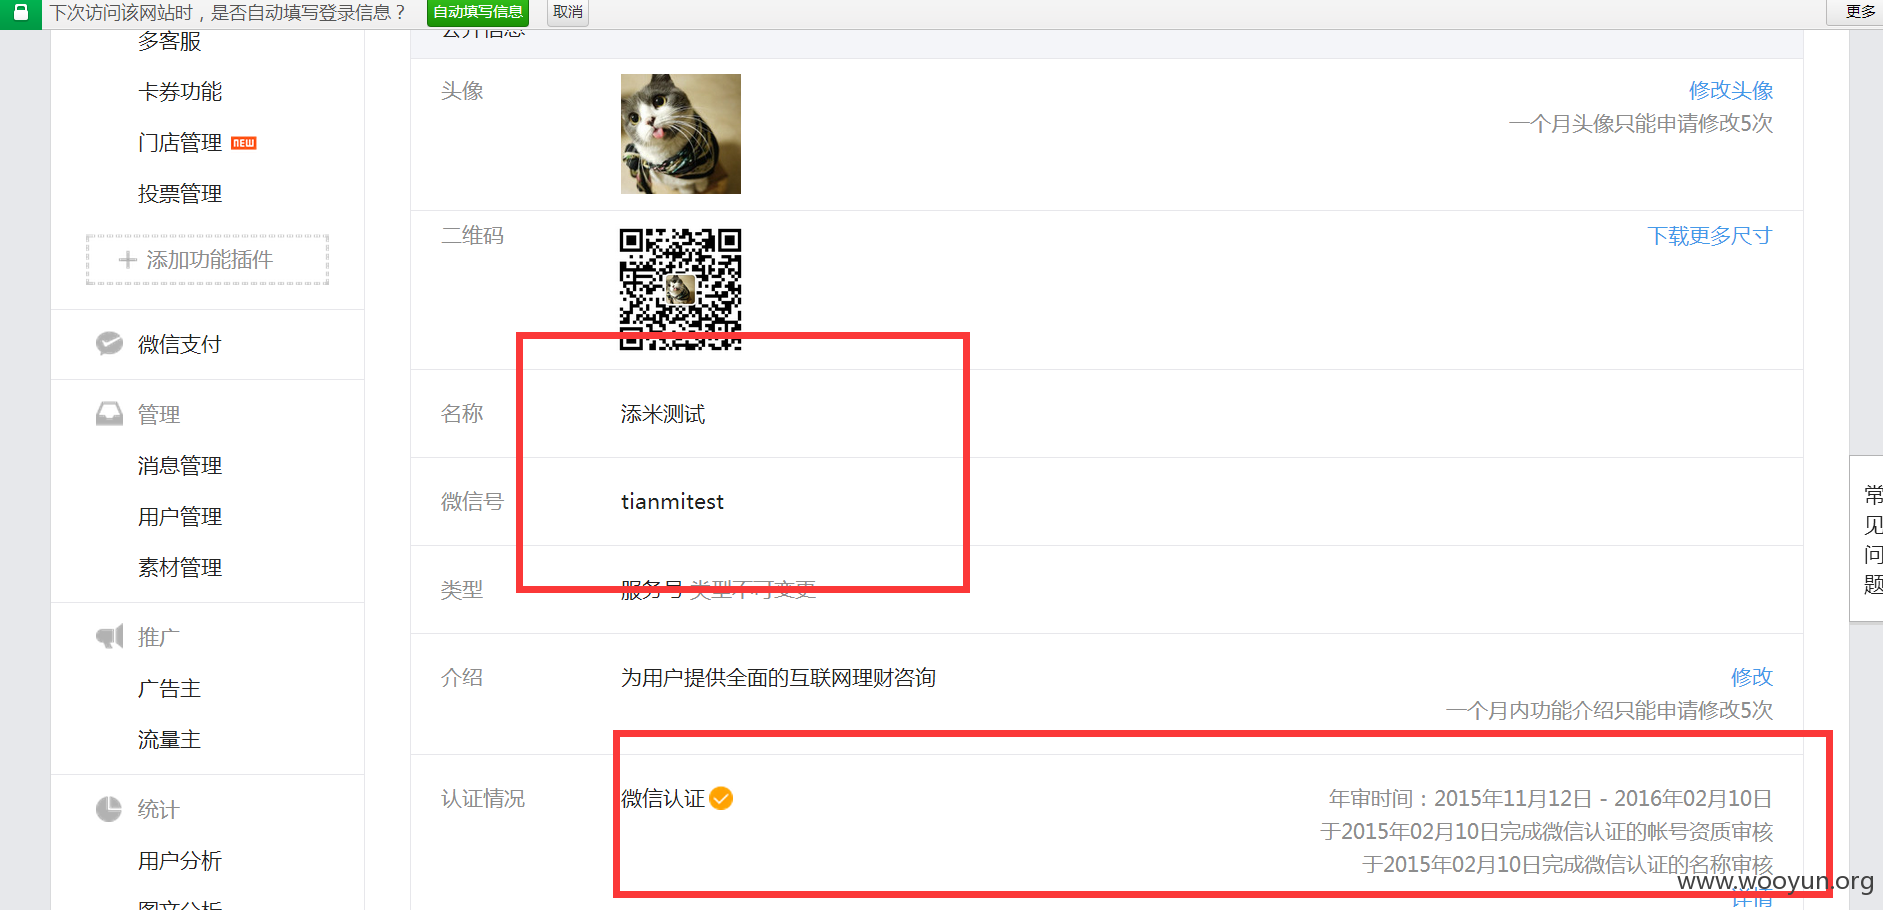 下次访问该网站时，是否自动填写登录信息？ 自动填写信息 取消 更多
多客服
卡券功能
门店管理 NEW
投票管理
添加功能插件
微信支付
管理
消息管理
用户管理
素材管理
推广
广告主
流量主
统计
用户分析
图文分析
公开信息
头像
修改头像
一个月头像只能申请修改5次
二维码
下载更多尺寸
名称
添米测试
微信号
tianmitest
类型
服务号 类型不可变更
介绍
为用户提供全面的互联网理财咨询
修改
一个月内功能介绍只能申请修改5次
认证情况
微信认证
年审时间：2015年11月12日 - 2016年02月10日
于2015年02月10日完成微信认证的帐号资质审核
于2015年02月10日完成微信认证的名称审核
详情
常见问题
www.wooyun.org